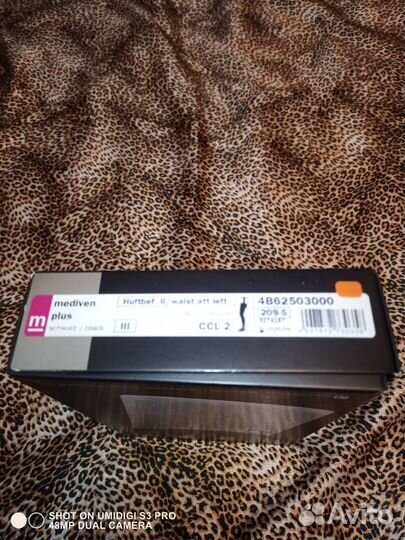 mediven
plus
schwarz / black
m
Hüftbef. li / waist att left
III
CCL 2
4B62503000
209-5
SHOT ON UMIDIGI S3 PRO
48MP DUAL CAMERA
Avito